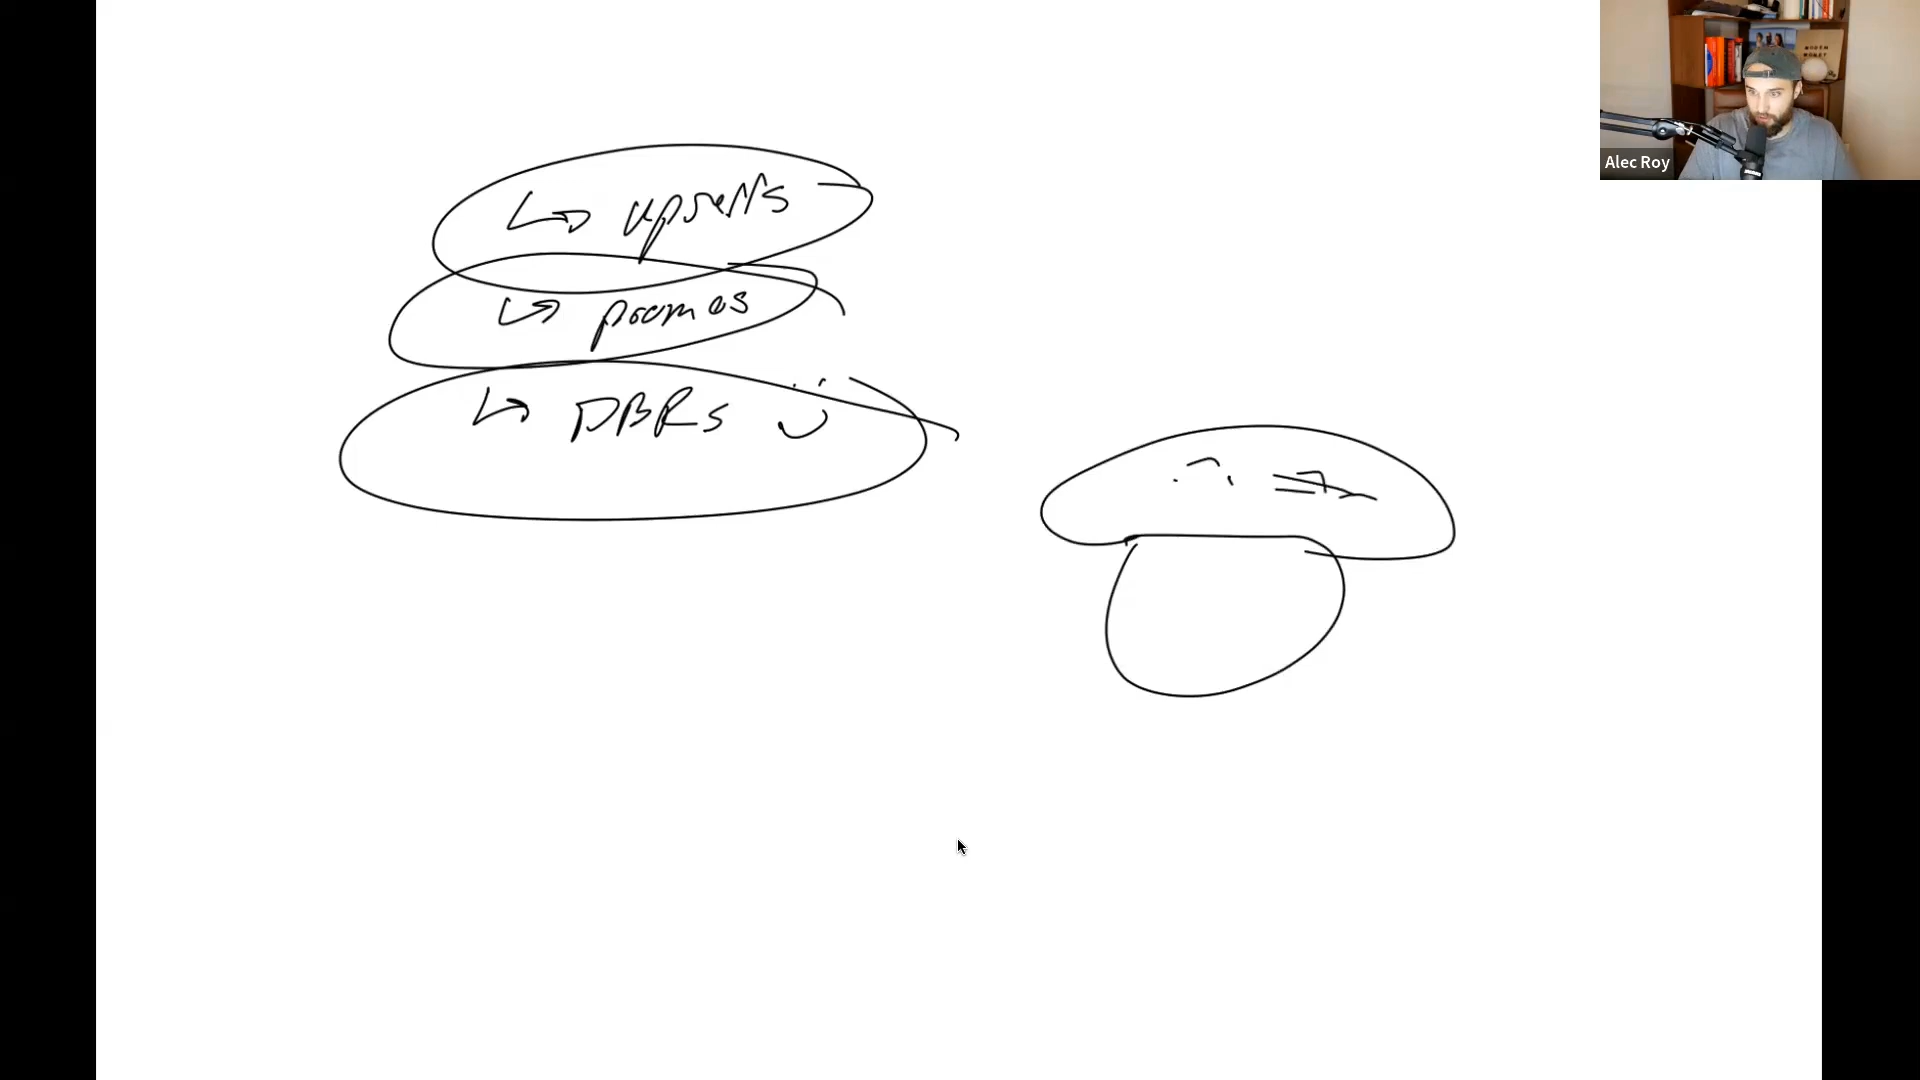 ↳ upsells
↳ promos
↳ DBRs
Alec Roy